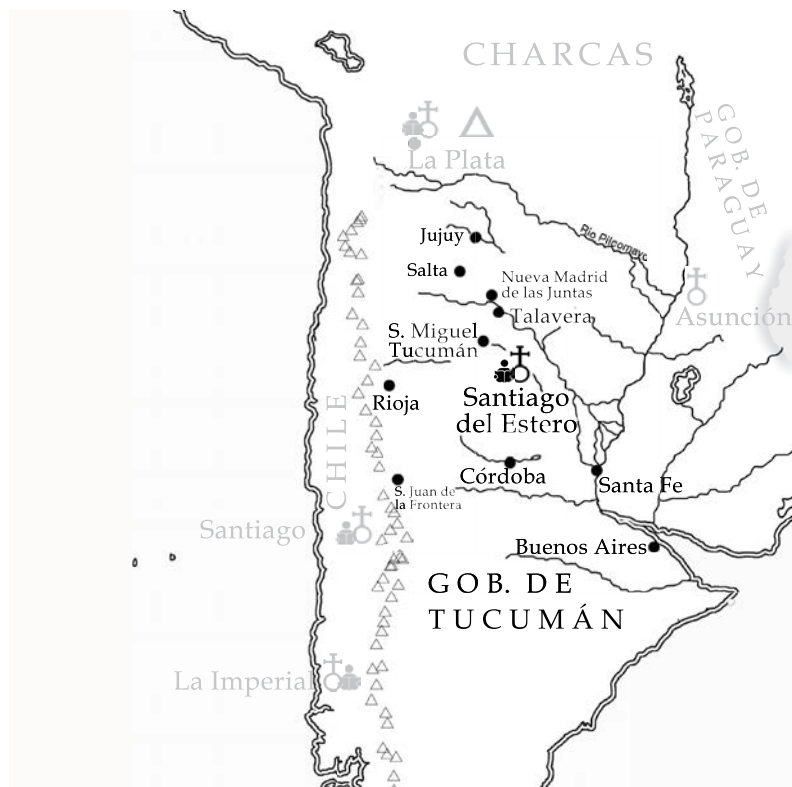 CHARCAS
GOB. DE
PARAGUAY
La Plata
Río Pilcomayo
Jujuy
Salta
Nueva Madrid
de las Juntas
Talavera
Asunción
S. Miguel
Tucumán
Rioja
Santiago
del Estero
CHILE
Córdoba
Santa Fe
S. Juan de
la Frontera
Santiago
Buenos Aires
GOB. DE
TUCUMÁN
La Imperial